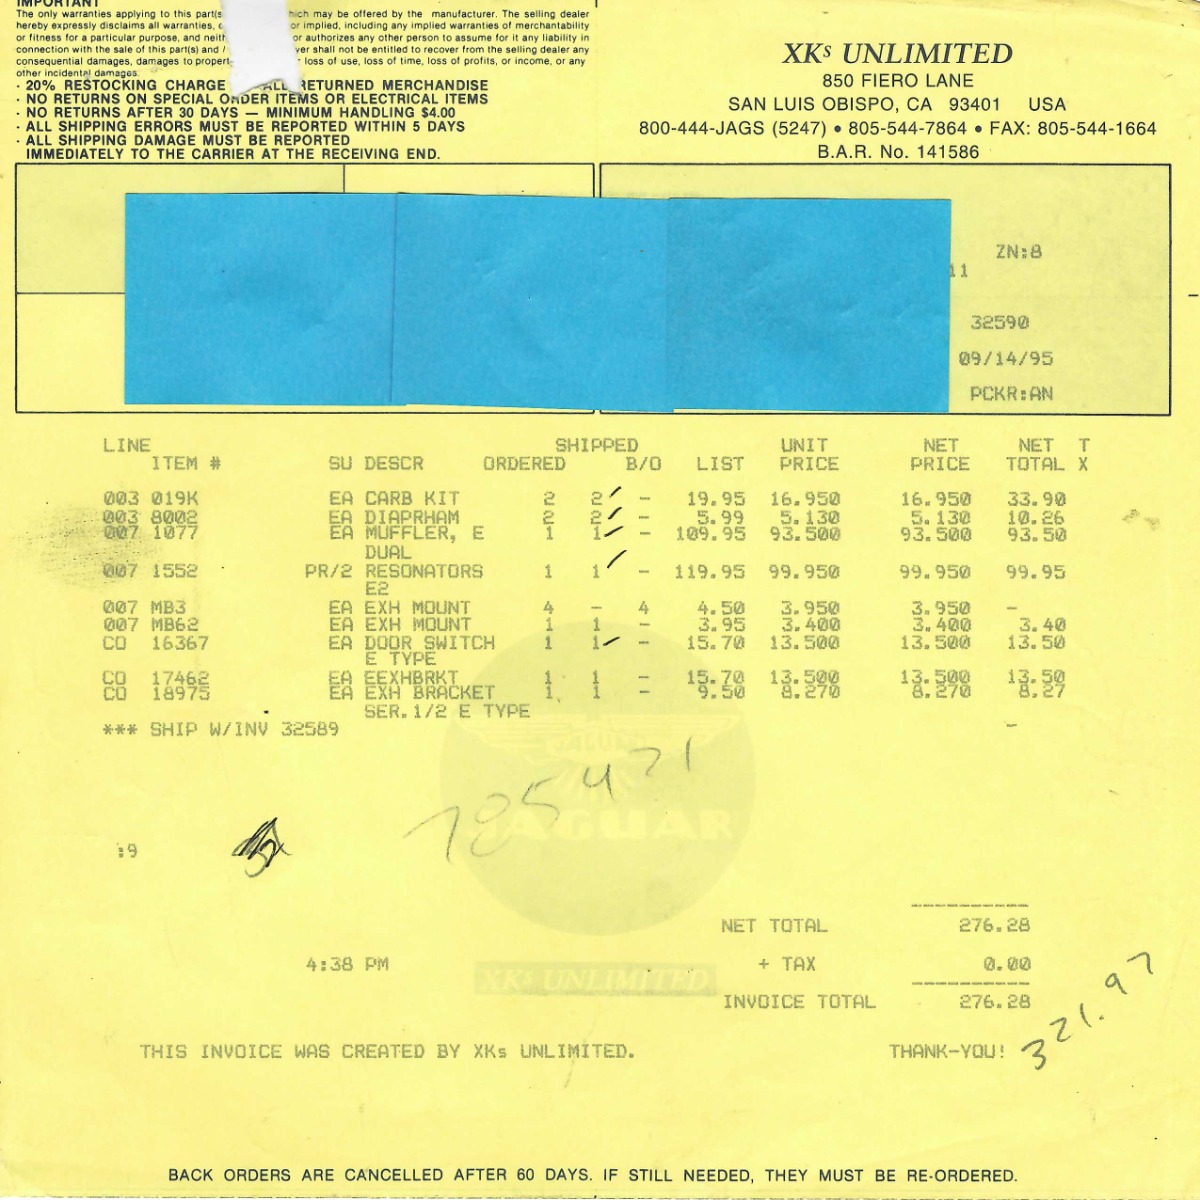 IMPORTANT
The only warranties applying to this part(s which may be offered by the manufacturer. The selling dealer
hereby expressly disclaims all warranties, or implied, including any implied warranties of merchantability
or fitness for a particular purpose, and neith or authorizes any other person to assume for it any liability in
connection with the sale of this part(s) and / ver shall not be entitled to recover from the selling dealer any
consequential damages, damages to propert loss of use, loss of time, loss of profits, or income, or any
other incidental damages.
· 20% RESTOCKING CHARGE ALL RETURNED MERCHANDISE
· NO RETURNS ON SPECIAL ORDER ITEMS OR ELECTRICAL ITEMS
· NO RETURNS AFTER 30 DAYS — MINIMUM HANDLING $4.00
· ALL SHIPPING ERRORS MUST BE REPORTED WITHIN 5 DAYS
· ALL SHIPPING DAMAGE MUST BE REPORTED
IMMEDIATELY TO THE CARRIER AT THE RECEIVING END.
XKs UNLIMITED
850 FIERO LANE
SAN LUIS OBISPO, CA 93401 USA
800-444-JAGS (5247) • 805-544-7864 • FAX: 805-544-1664
B.A.R. No. 141586
ZN:8
11
32590
09/14/95
PCKR:AN
LINE SHIPPED UNIT NET NET T
ITEM # SU DESCR ORDERED B/O LIST PRICE PRICE TOTAL X
003 019K EA CARB KIT 2 2 - 19.95 16.950 16.950 33.90
003 8002 EA DIAPRHAM 2 2 - 5.99 5.130 5.130 10.26
007 1077 EA MUFFLER, E 1 1 - 109.95 93.500 93.500 93.50
DUAL
007 1552 PR/2 RESONATORS 1 1 - 119.95 99.950 99.950 99.95
E2
007 MB3 EA EXH MOUNT 4 - 4 4.50 3.950 3.950 -
007 MB62 EA EXH MOUNT 1 1 - 3.95 3.400 3.400 3.40
CO 16367 EA DOOR SWITCH 1 1 - 15.70 13.500 13.500 13.50
E TYPE
CO 17462 EA EEXHBRKT 1 1 - 15.70 13.500 13.500 13.50
CO 18975 EA EXH BRACKET 1 1 - 9.50 8.270 8.270 8.27
SER.1/2 E TYPE
*** SHIP W/INV 32589 -
785471
JAGUAR
:9
NET TOTAL 276.28
4:38 PM + TAX 0.00
XKs UNLIMITED
INVOICE TOTAL 276.28
321.97
THIS INVOICE WAS CREATED BY XKs UNLIMITED. THANK-YOU!
BACK ORDERS ARE CANCELLED AFTER 60 DAYS. IF STILL NEEDED, THEY MUST BE RE-ORDERED.